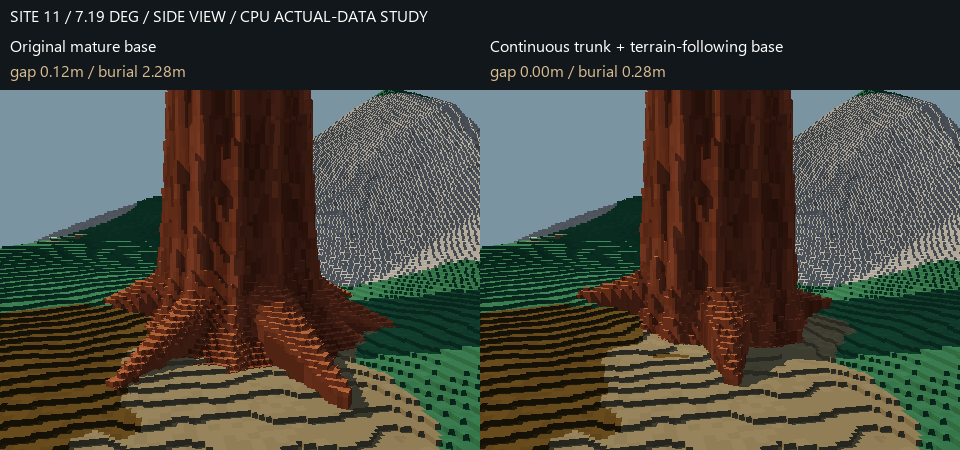 SITE 11 / 7.19 DEG / SIDE VIEW / CPU ACTUAL-DATA STUDY
Original mature base
gap 0.12m / burial 2.28m
Continuous trunk + terrain-following base
gap 0.00m / burial 0.28m